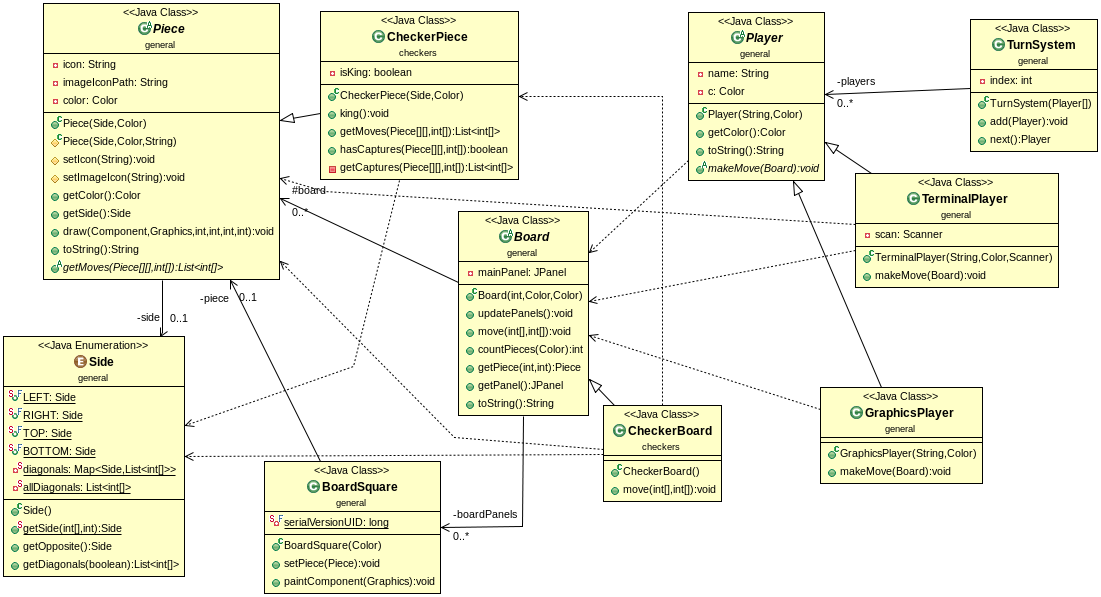 <<Java Class>>
Piece
general
icon: String
imageIconPath: String
color: Color
Piece(Side,Color)
Piece(Side,Color,String)
setIcon(String):void
setImageIcon(String):void
getColor():Color
getSide():Side
draw(Component,Graphics,int,int,int,int):void
toString():String
getMoves(Piece[][],int[]):List<int[]>
<<Java Class>>
CheckerPiece
checkers
isKing: boolean
CheckerPiece(Side,Color)
king():void
getMoves(Piece[][],int[]):List<int[]>
hasCaptures(Piece[][],int[]):boolean
getCaptures(Piece[][],int[]):List<int[]>
<<Java Class>>
Player
general
name: String
c: Color
Player(String,Color)
getColor():Color
toString():String
makeMove(Board):void
<<Java Class>>
TurnSystem
general
index: int
TurnSystem(Player[])
add(Player):void
next():Player
-players
0..*
<<Java Class>>
TerminalPlayer
general
scan: Scanner
TerminalPlayer(String,Color,Scanner)
makeMove(Board):void
#board
0..*
<<Java Class>>
Board
general
mainPanel: JPanel
Board(int,Color,Color)
updatePanels():void
move(int[],int[]):void
countPieces(Color):int
getPiece(int,int):Piece
getPanel():JPanel
toString():String
-piece
0..1
-side
0..1
<<Java Enumeration>>
Side
general
LEFT: Side
RIGHT: Side
TOP: Side
BOTTOM: Side
diagonals: Map<Side,List<int[]>>
allDiagonals: List<int[]>
Side()
getSide(int[],int):Side
getOpposite():Side
getDiagonals(boolean):List<int[]>
<<Java Class>>
BoardSquare
general
serialVersionUID: long
BoardSquare(Color)
setPiece(Piece):void
paintComponent(Graphics):void
-boardPanels
0..*
<<Java Class>>
CheckerBoard
checkers
CheckerBoard()
move(int[],int[]):void
<<Java Class>>
GraphicsPlayer
general
GraphicsPlayer(String,Color)
makeMove(Board):void